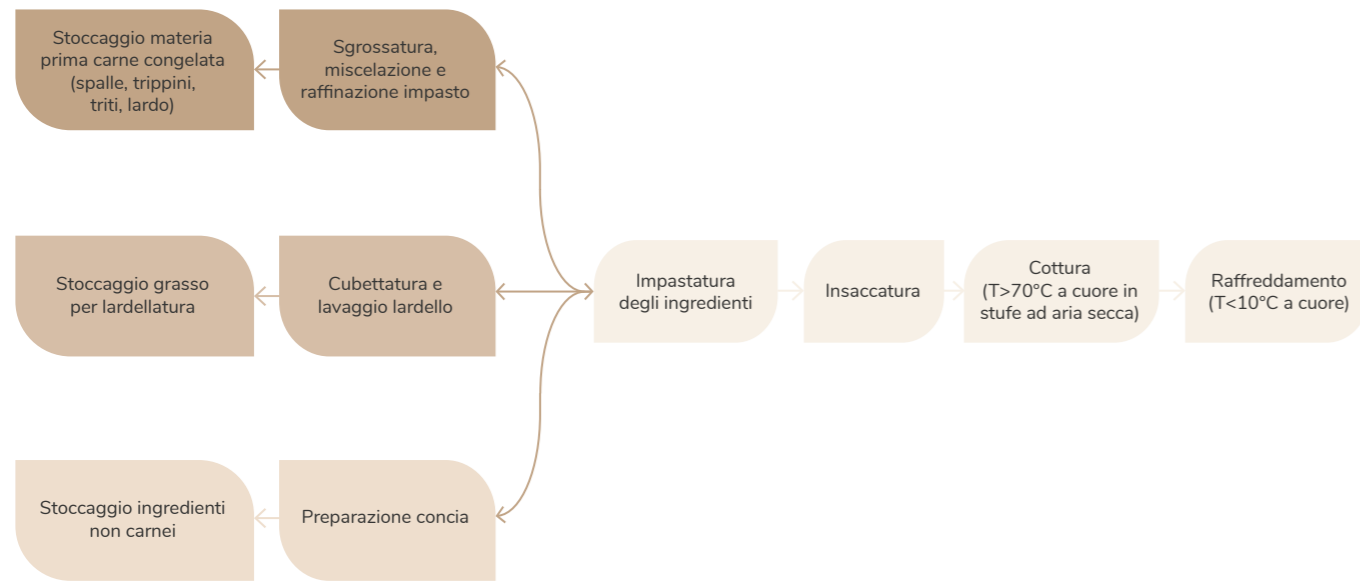 Stoccaggio materia
prima carne congelata
(spalle, trippini,
triti, lardo)
Sgrossatura,
miscelazione e
raffinazione impasto
Stoccaggio grasso
per lardellatura
Cubettatura e
lavaggio lardello
Stoccaggio ingredienti
non carnei
Preparazione concia
Impastatura
degli ingredienti
Insaccatura
Cottura
(T>70°C a cuore in
stufe ad aria secca)
Raffreddamento
(T<10°C a cuore)